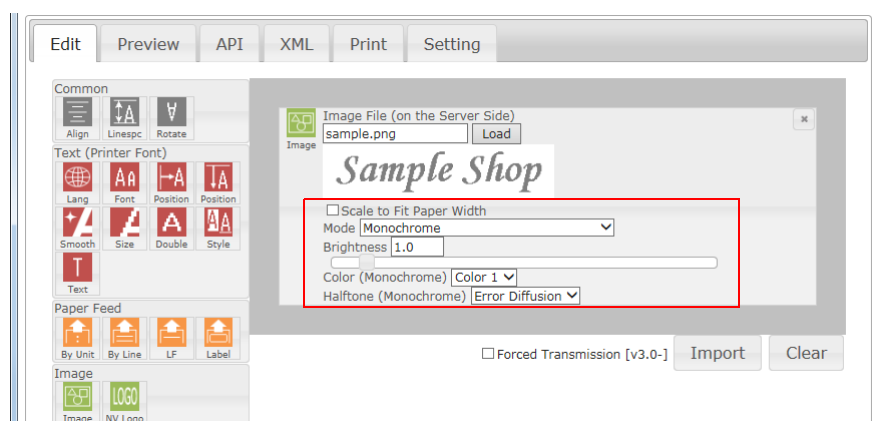 Edit Preview API XML Print Setting
Common
Align Linespc Rotate
Text (Printer Font)
Lang Font Position Position
Smooth Size Double Style
Text
Paper Feed
By Unit By Line LF Label
Image
LOGO
Image NV Logo
Image
Image File (on the Server Side)
sample.png Load
Sample Shop
Scale to Fit Paper Width
Mode Monochrome
Brightness 1.0
Color (Monochrome) Color 1
Halftone (Monochrome) Error Diffusion
Forced Transmission [v3.0-] Import Clear